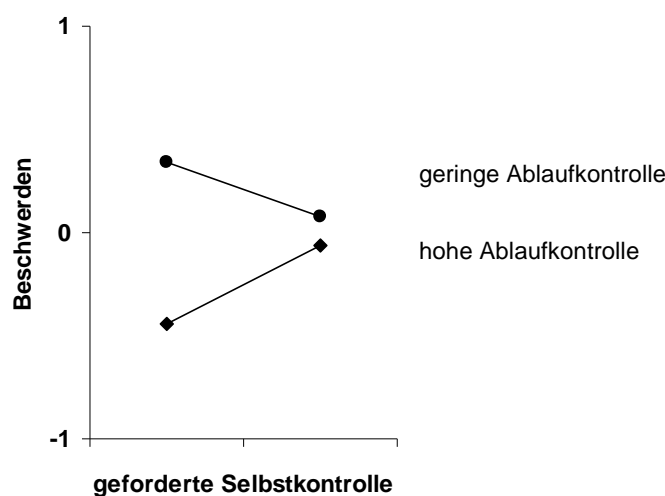 1
geringe Ablaufkontrolle
Beschwerden
0
hohe Ablaufkontrolle
-1
geforderte Selbstkontrolle